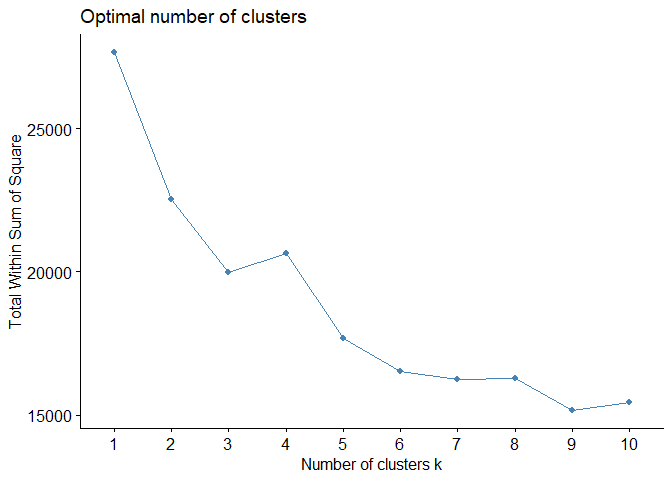 Optimal number of clusters
Total Within Sum of Square
25000
20000
15000
1 2 3 4 5 6 7 8 9 10
Number of clusters k